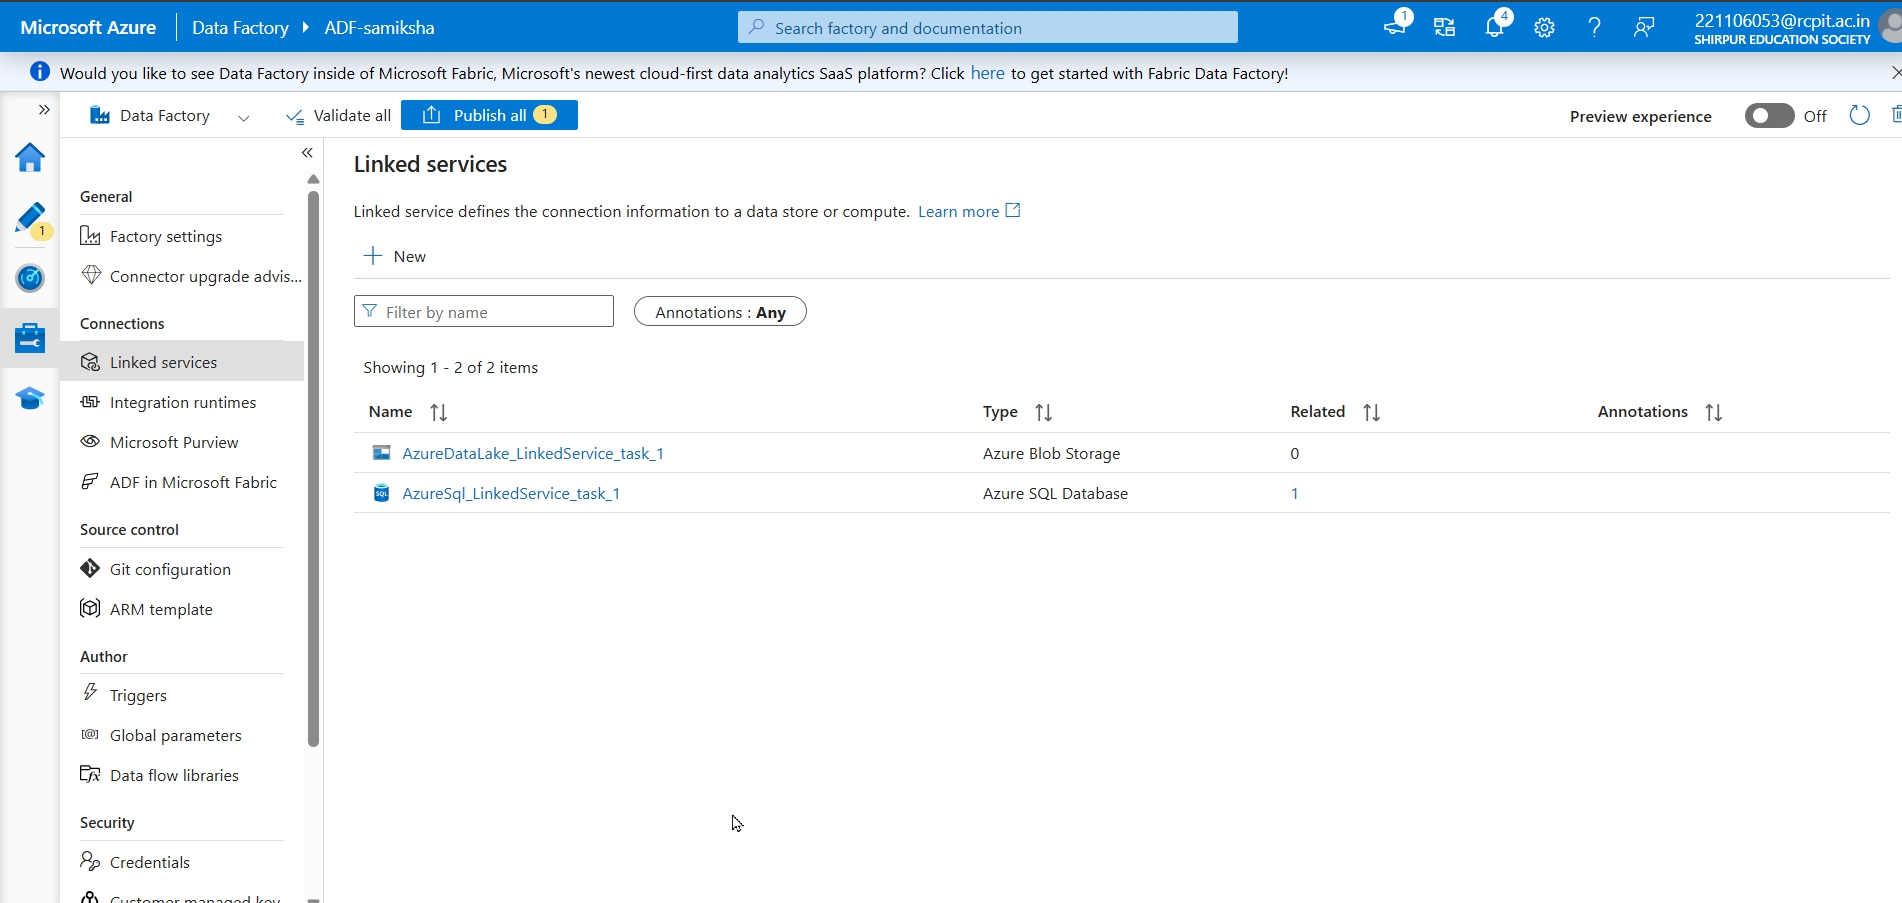 Microsoft Azure
Data Factory
ADF-samiksha
Search factory and documentation
1
4
221106053@rcpit.ac.in
SHIRPUR EDUCATION SOCIETY
Would you like to see Data Factory inside of Microsoft Fabric, Microsoft's newest cloud-first data analytics SaaS platform? Click here to get started with Fabric Data Factory!
Data Factory
Validate all
Publish all 1
Preview experience
Off
1
General
Factory settings
Connector upgrade advis...
Connections
Linked services
Integration runtimes
Microsoft Purview
ADF in Microsoft Fabric
Source control
Git configuration
ARM template
Author
Triggers
Global parameters
Data flow libraries
Security
Credentials
Customer managed key
Linked services
Linked service defines the connection information to a data store or compute. Learn more
New
Filter by name
Annotations : Any
Showing 1 - 2 of 2 items
Name Type Related Annotations
AzureDataLake_LinkedService_task_1 Azure Blob Storage 0
SQL AzureSql_LinkedService_task_1 Azure SQL Database 1